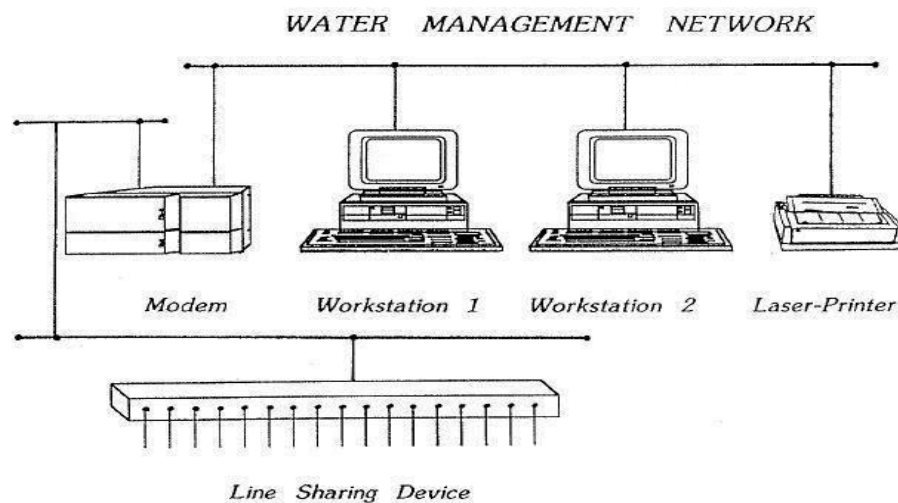 WATER MANAGEMENT NETWORK
Modem Workstation 1 Workstation 2 Laser-Printer
Line Sharing Device